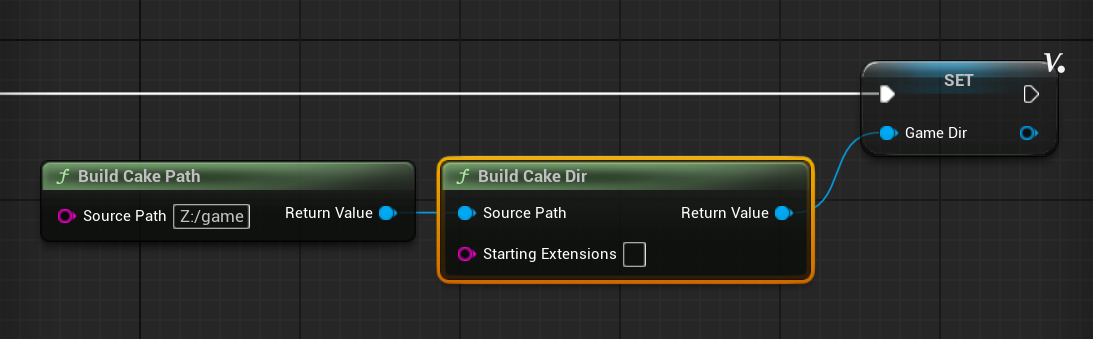 V.
SET
Game Dir
f Build Cake Path
Source Path Z:/game Return Value
f Build Cake Dir
Source Path Return Value
Starting Extensions